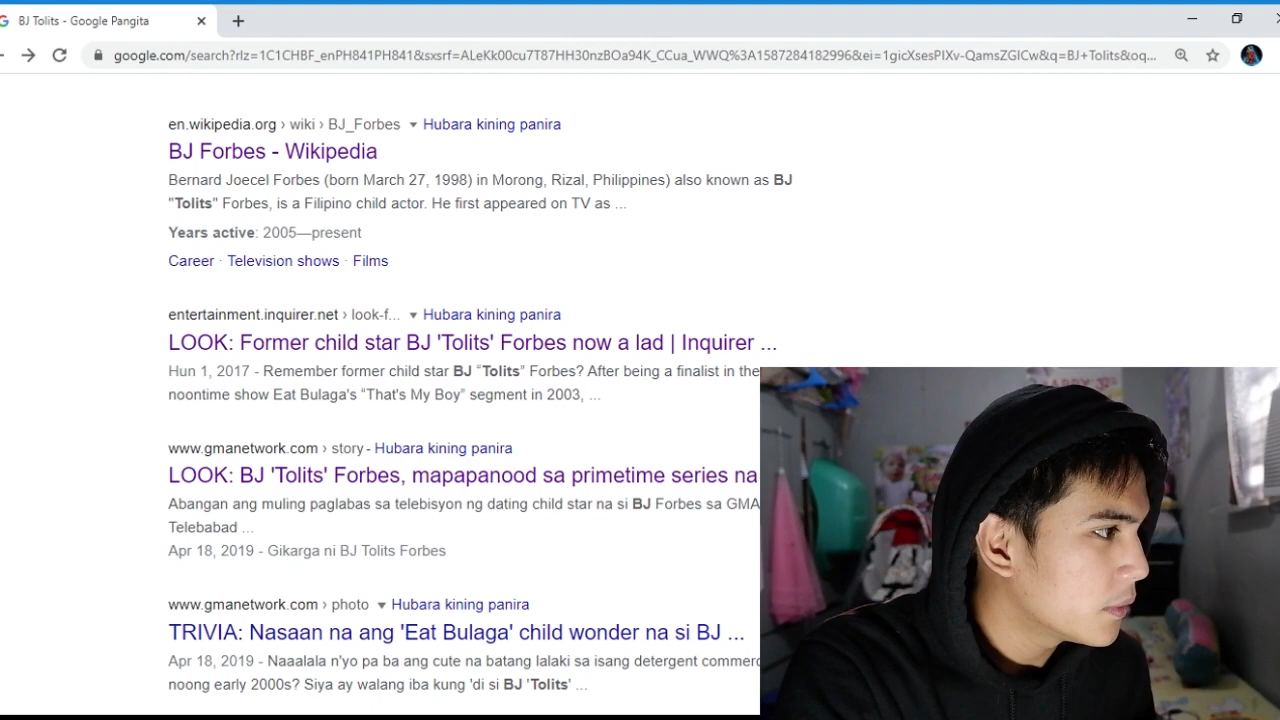 BJ Tolits - Google Pangita
google.com/search?rlz=1C1CHBF_enPH841PH841&sxsrf=ALeKk00cu7T87HH30nzBOa94K_CCua_WWQ%3A1587284182996&ei=1gicXsesPIXv-QamsZGICw&q=BJ+Tolits&oq...
en.wikipedia.org › wiki › BJ_Forbes ▼ Hubara kining panira
BJ Forbes - Wikipedia
Bernard Joecel Forbes (born March 27, 1998) in Morong, Rizal, Philippines) also known as BJ
"Tolits" Forbes, is a Filipino child actor. He first appeared on TV as ...
Years active: 2005—present
Career · Television shows · Films
entertainment.inquirer.net › look-f... ▼ Hubara kining panira
LOOK: Former child star BJ 'Tolits' Forbes now a lad | Inquirer ...
Hun 1, 2017 - Remember former child star BJ “Tolits” Forbes? After being a finalist in the
noontime show Eat Bulaga's “That's My Boy” segment in 2003, ...
www.gmanetwork.com › story - Hubara kining panira
LOOK: BJ 'Tolits' Forbes, mapapanood sa primetime series na
Abangan ang muling paglabas sa telebisyon ng dating child star na si BJ Forbes sa GMA
Telebabad ...
Apr 18, 2019 - Gikarga ni BJ Tolits Forbes
www.gmanetwork.com › photo ▼ Hubara kining panira
TRIVIA: Nasaan na ang 'Eat Bulaga' child wonder na si BJ ...
Apr 18, 2019 - Naaalala n'yo pa ba ang cute na batang lalaki sa isang detergent commerc
noong early 2000s? Siya ay walang iba kung 'di si BJ 'Tolits' ...